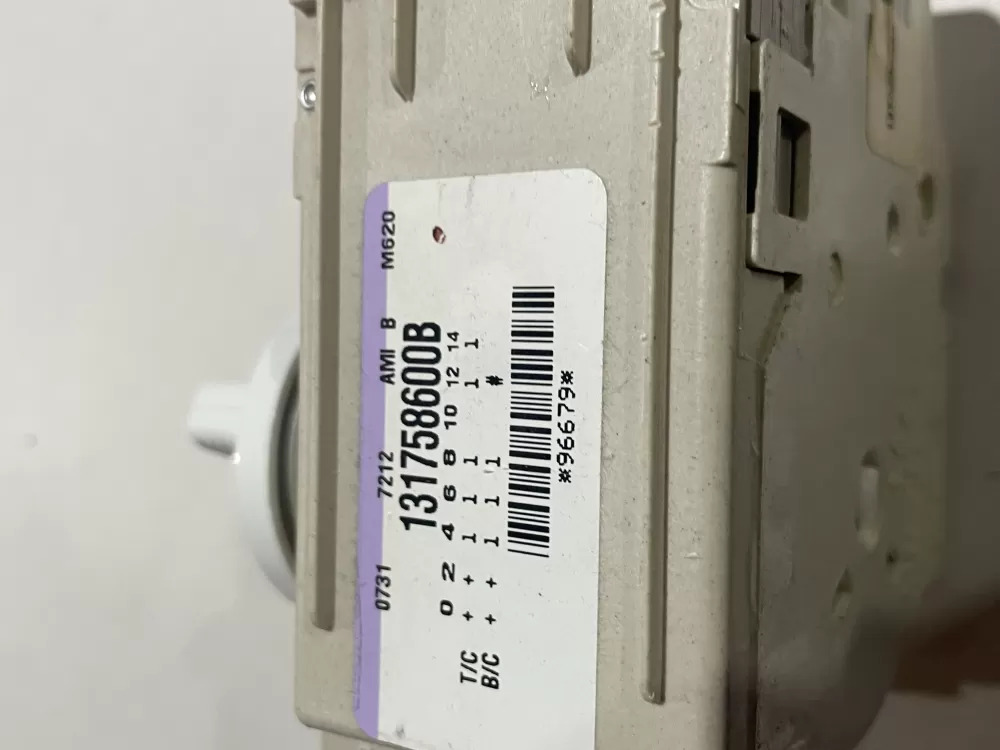 0731 7212 AMI B M620
131758600B
0 2 4 6 8 10 12 14
T/C + + 1 1 1 1 1
B/C + + 1 1 1 #
*96679*